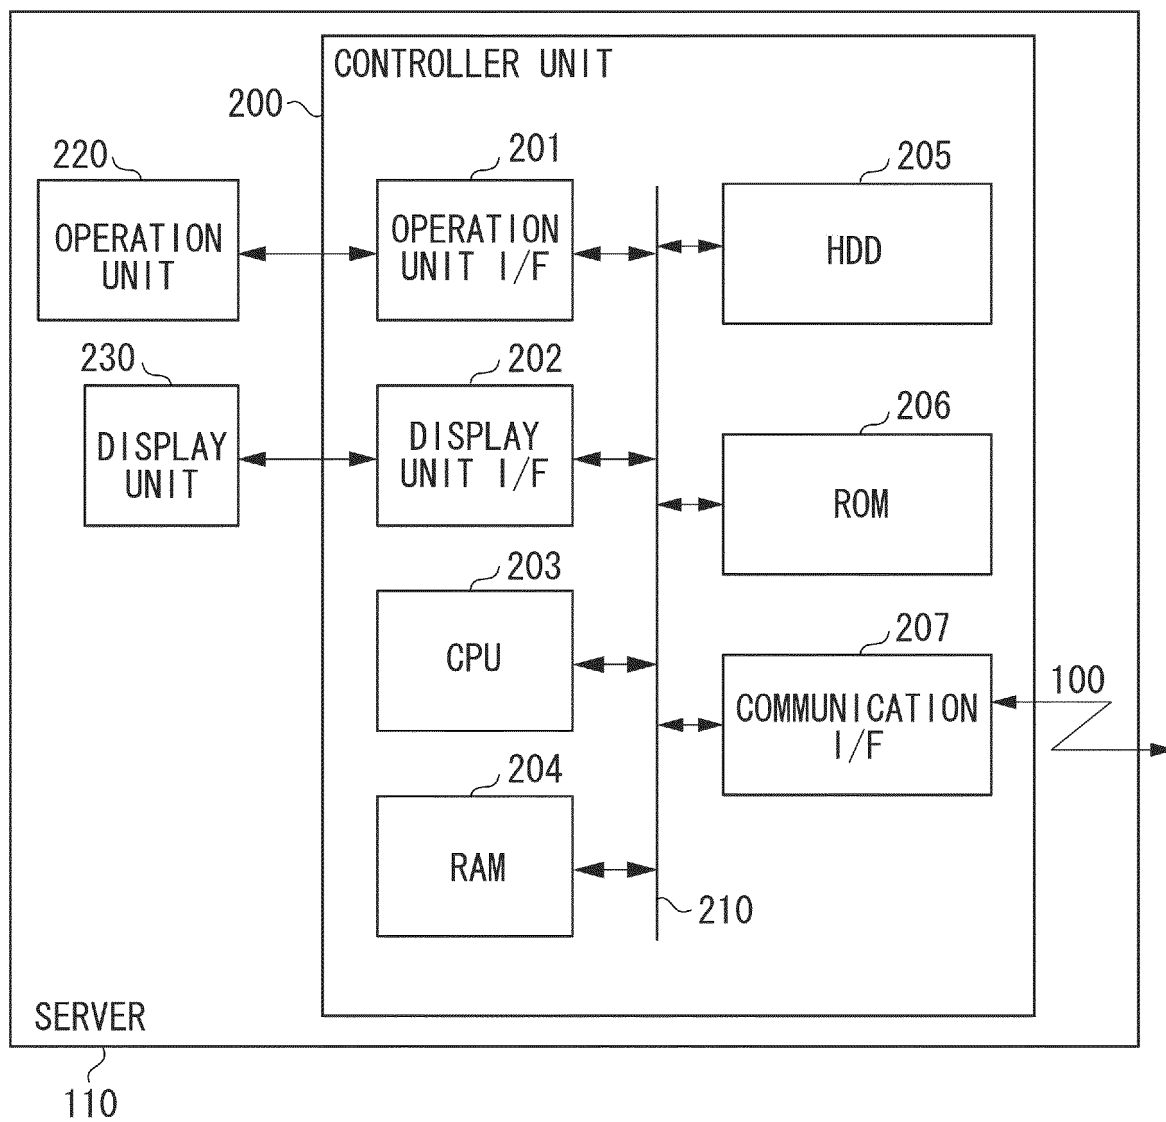 CONTROLLER UNIT
200
220
OPERATION
UNIT
201
OPERATION
UNIT I/F
205
HDD
230
DISPLAY
UNIT
202
DISPLAY
UNIT I/F
206
ROM
203
CPU
207
COMMUNICATION
I/F
100
204
RAM
210
SERVER
110